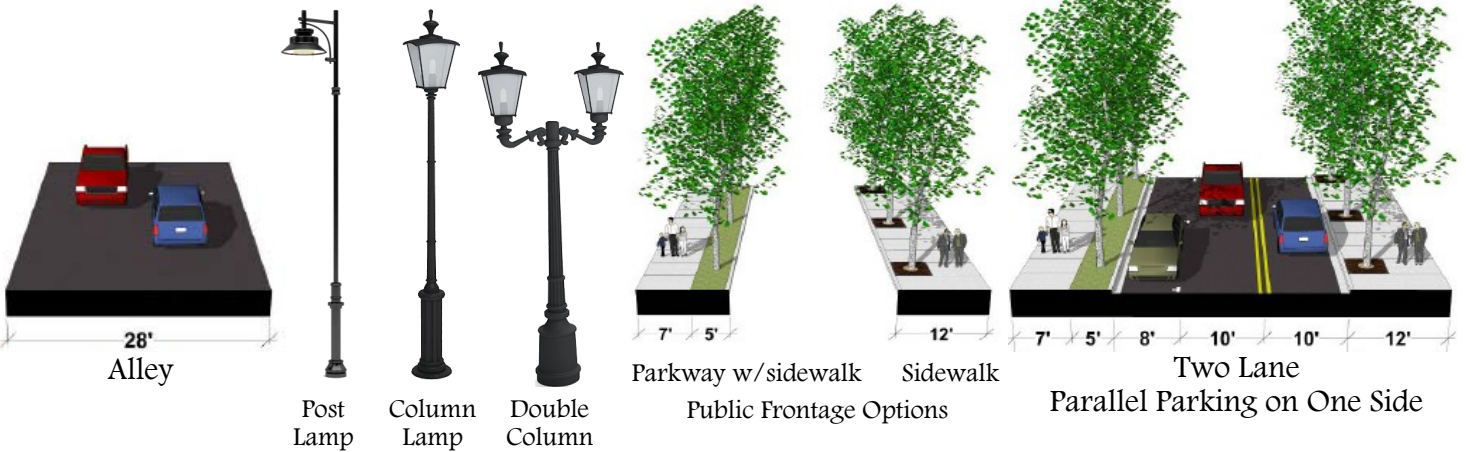 28'
Alley
Post
Lamp
Column
Lamp
Double
Column
7' 5'
Parkway w/sidewalk
12'
Sidewalk
Public Frontage Options
7' 5' 8' 10' 10' 12'
Two Lane
Parallel Parking on One Side